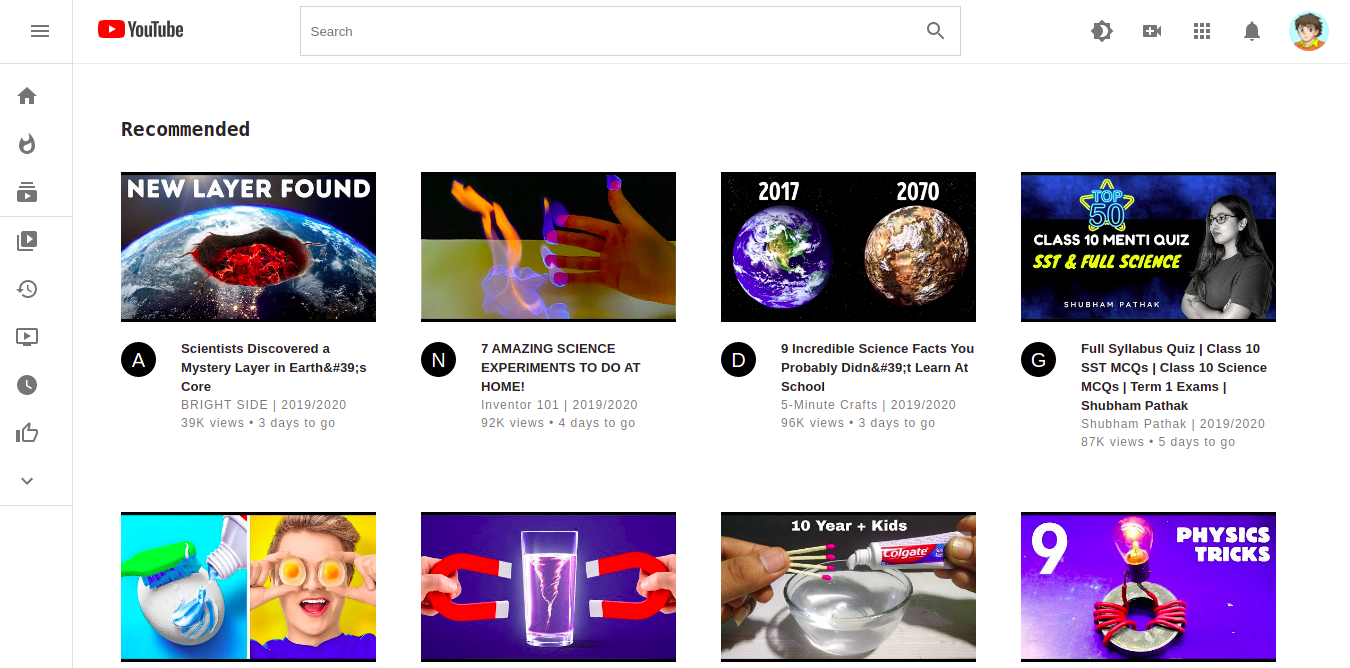 YouTube
Search
Recommended
NEW LAYER FOUND
2017
2070
TOP
50
CLASS 10 MENTI QUIZ
SST & FULL SCIENCE
SHUBHAM PATHAK
A
Scientists Discovered a
Mystery Layer in Earth&#39;s
Core
BRIGHT SIDE | 2019/2020
39K views • 3 days to go
N
7 AMAZING SCIENCE
EXPERIMENTS TO DO AT
HOME!
Inventor 101 | 2019/2020
92K views • 4 days to go
D
9 Incredible Science Facts You
Probably Didn&#39;t Learn At
School
5-Minute Crafts | 2019/2020
96K views • 3 days to go
G
Full Syllabus Quiz | Class 10
SST MCQs | Class 10 Science
MCQs | Term 1 Exams |
Shubham Pathak
Shubham Pathak | 2019/2020
87K views • 5 days to go
10 Year + Kids
Colgate
9
PHYSICS
TRICKS